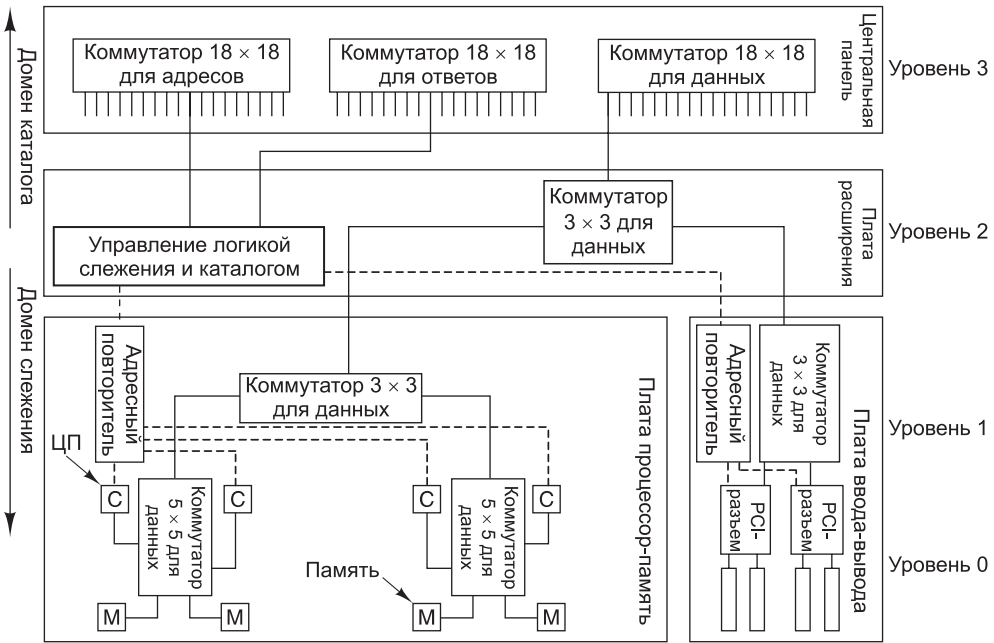 Домен каталога
Домен слежения
Центральная
панель
Коммутатор 18 × 18
для адресов
Коммутатор 18 × 18
для ответов
Коммутатор 18 × 18
для данных
Уровень 3
Плата
расширения
Коммутатор
3 × 3 для
данных
Управление логикой
слежения и каталогом
Уровень 2
Адресный
повторитель
Коммутатор 3 × 3
для данных
Плата процессор-память
Адресный
повторитель
Коммутатор
3 × 3 для
данных
Плата ввода-вывода
Уровень 1
ЦП
C
C
C
C
Коммутатор
5 × 5 для
данных
Коммутатор
5 × 5 для
данных
PCI-
разъем
PCI-
разъем
Уровень 0
Память
M
M
M
M